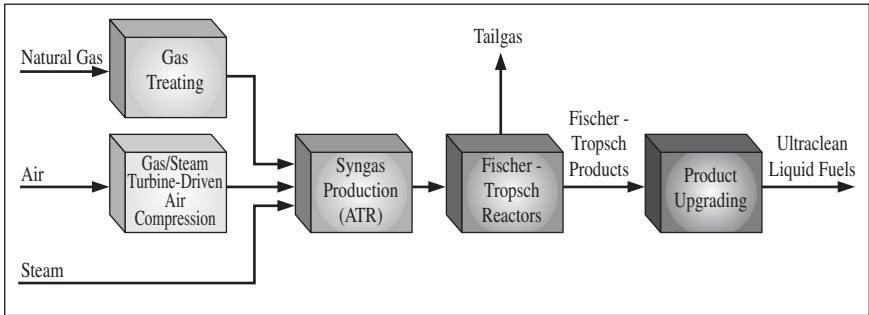 Natural Gas
Gas
Treating
Air
Gas/Steam
Turbine-Driven
Air
Compression
Steam
Syngas
Production
(ATR)
Tailgas
Fischer -
Tropsch
Reactors
Fischer -
Tropsch
Products
Product
Upgrading
Ultraclean
Liquid Fuels